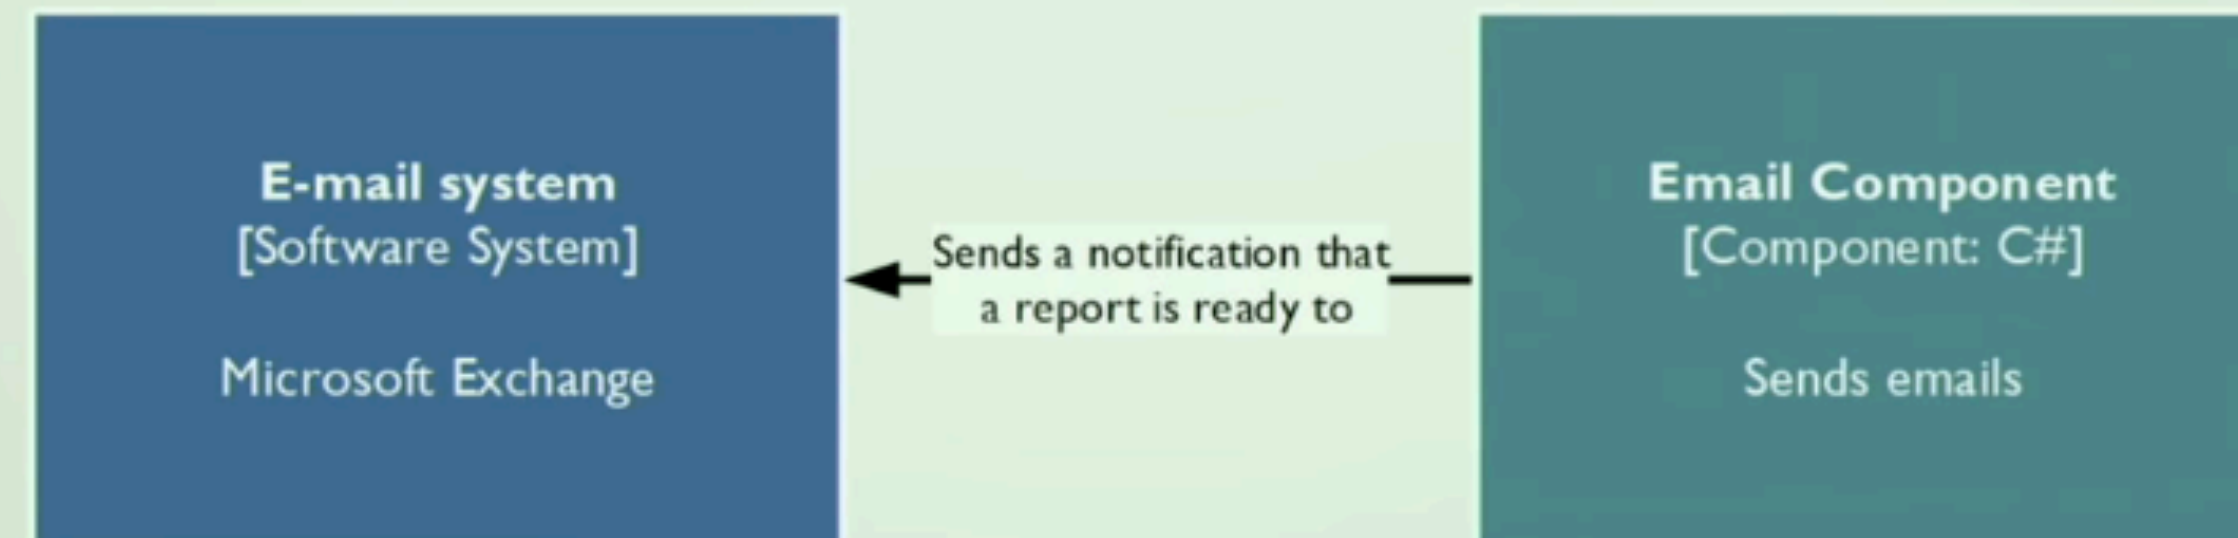 E-mail system
[Software System]
Microsoft Exchange
Sends a notification that
a report is ready to
Email Component
[Component: C#]
Sends emails